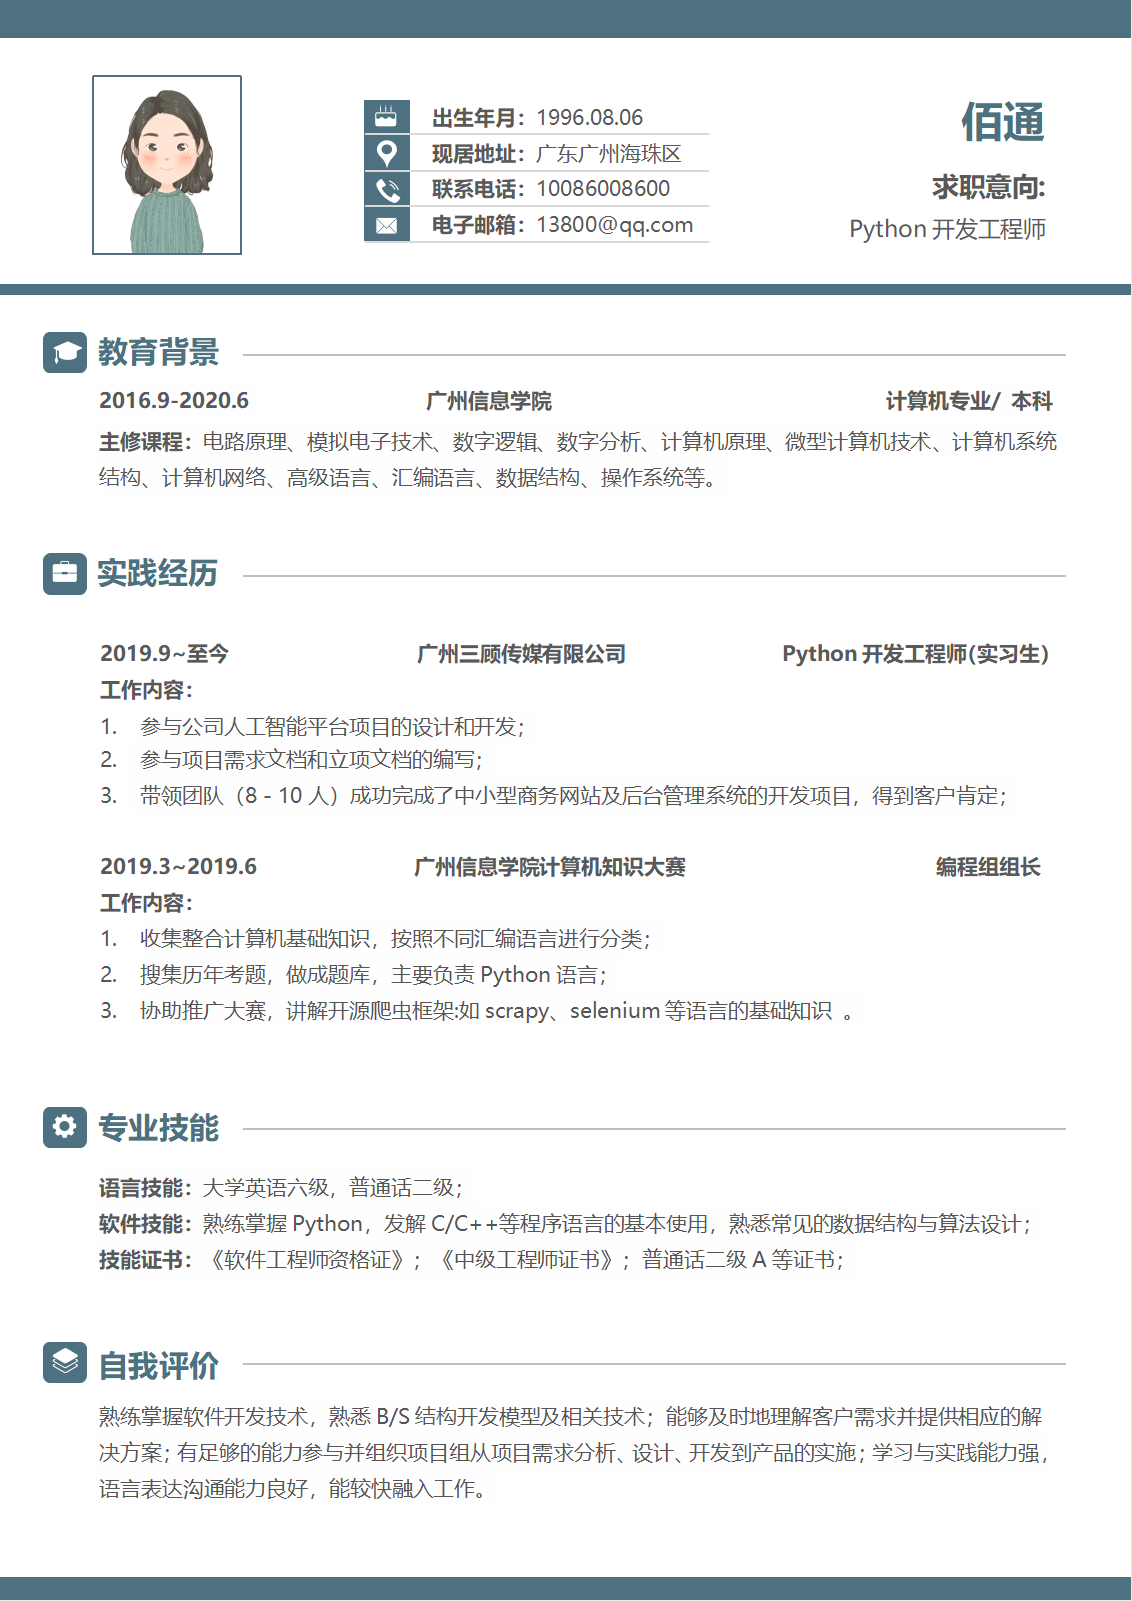 出生年月：1996.08.06
现居地址：广东广州海珠区
联系电话：10086008600
电子邮箱：13800@qq.com
佰通
求职意向:
Python 开发工程师
教育背景
2016.9-2020.6 广州信息学院 计算机专业/ 本科
主修课程：电路原理、模拟电子技术、数字逻辑、数字分析、计算机原理、微型计算机技术、计算机系统
结构、计算机网络、高级语言、汇编语言、数据结构、操作系统等。
实践经历
2019.9~至今 广州三顾传媒有限公司 Python 开发工程师(实习生)
工作内容：
1. 参与公司人工智能平台项目的设计和开发；
2. 参与项目需求文档和立项文档的编写；
3. 带领团队（8 - 10 人）成功完成了中小型商务网站及后台管理系统的开发项目，得到客户肯定；
2019.3~2019.6 广州信息学院计算机知识大赛 编程组组长
工作内容：
1. 收集整合计算机基础知识，按照不同汇编语言进行分类；
2. 搜集历年考题，做成题库，主要负责 Python 语言；
3. 协助推广大赛，讲解开源爬虫框架:如 scrapy、selenium 等语言的基础知识 。
专业技能
语言技能：大学英语六级，普通话二级；
软件技能：熟练掌握 Python，发解 C/C++等程序语言的基本使用，熟悉常见的数据结构与算法设计；
技能证书：《软件工程师资格证》；《中级工程师证书》；普通话二级 A 等证书；
自我评价
熟练掌握软件开发技术，熟悉 B/S 结构开发模型及相关技术；能够及时地理解客户需求并提供相应的解
决方案；有足够的能力参与并组织项目组从项目需求分析、设计、开发到产品的实施；学习与实践能力强，
语言表达沟通能力良好，能较快融入工作。